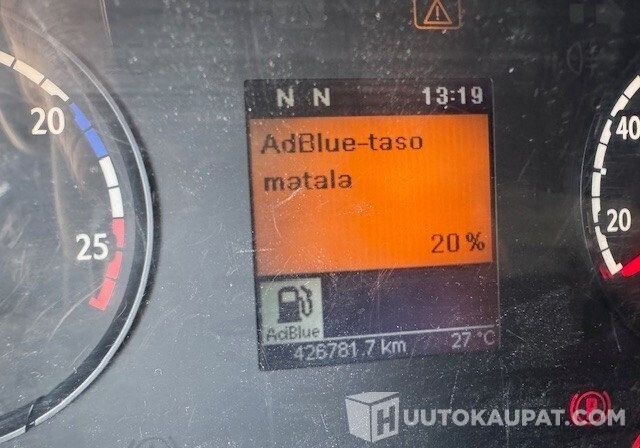 N N 13:19
AdBlue-taso
matala
20 %
AdBlue
426781.7 km 27 °C
20
25
40
20
HUUTOKAUPAT.COM